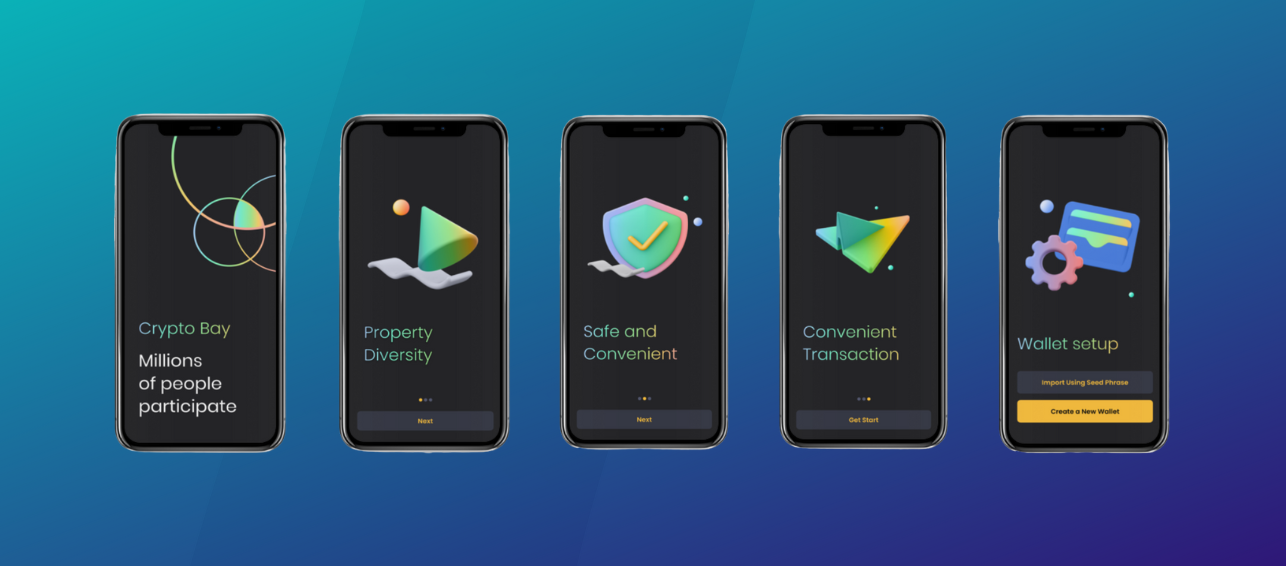 Crypto Bay
Millions
of people
participate
Property
Diversity
Next
Safe and
Convenient
Next
Convenient
Transaction
Get Start
Wallet setup
Import Using Seed Phrase
Create a New Wallet